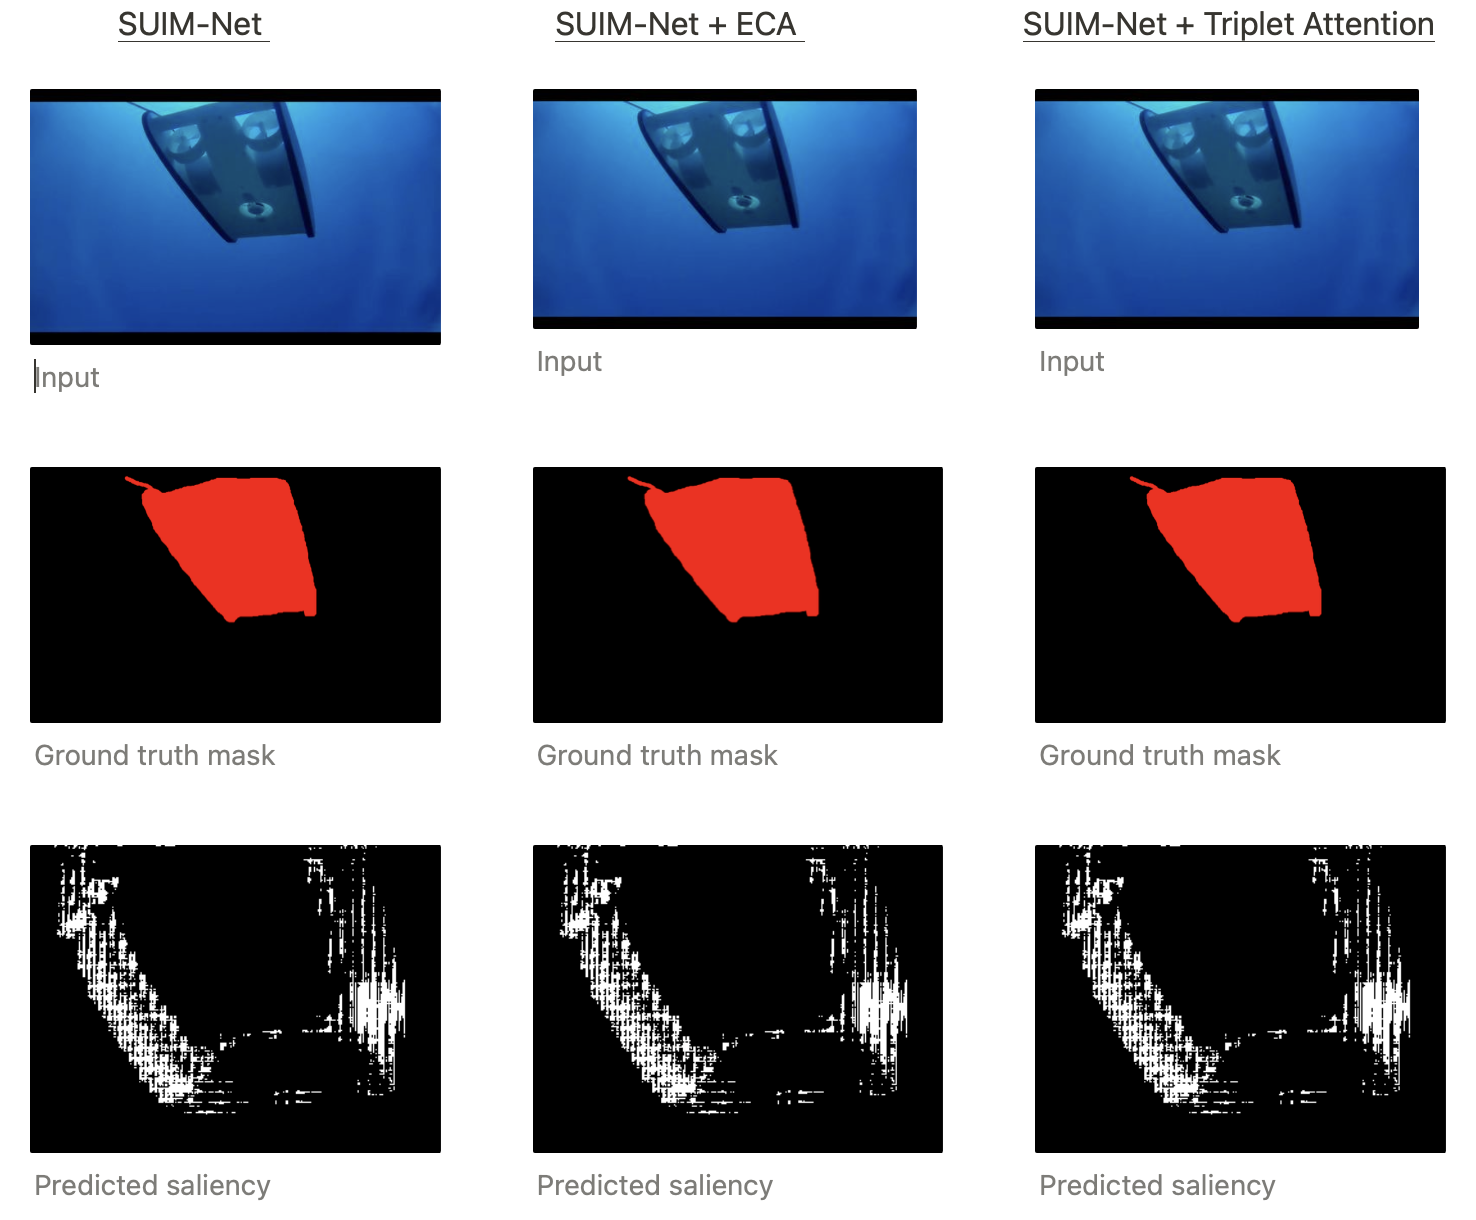 SUIM-Net
SUIM-Net + ECA
SUIM-Net + Triplet Attention
Input
Input
Input
Ground truth mask
Ground truth mask
Ground truth mask
Predicted saliency
Predicted saliency
Predicted saliency